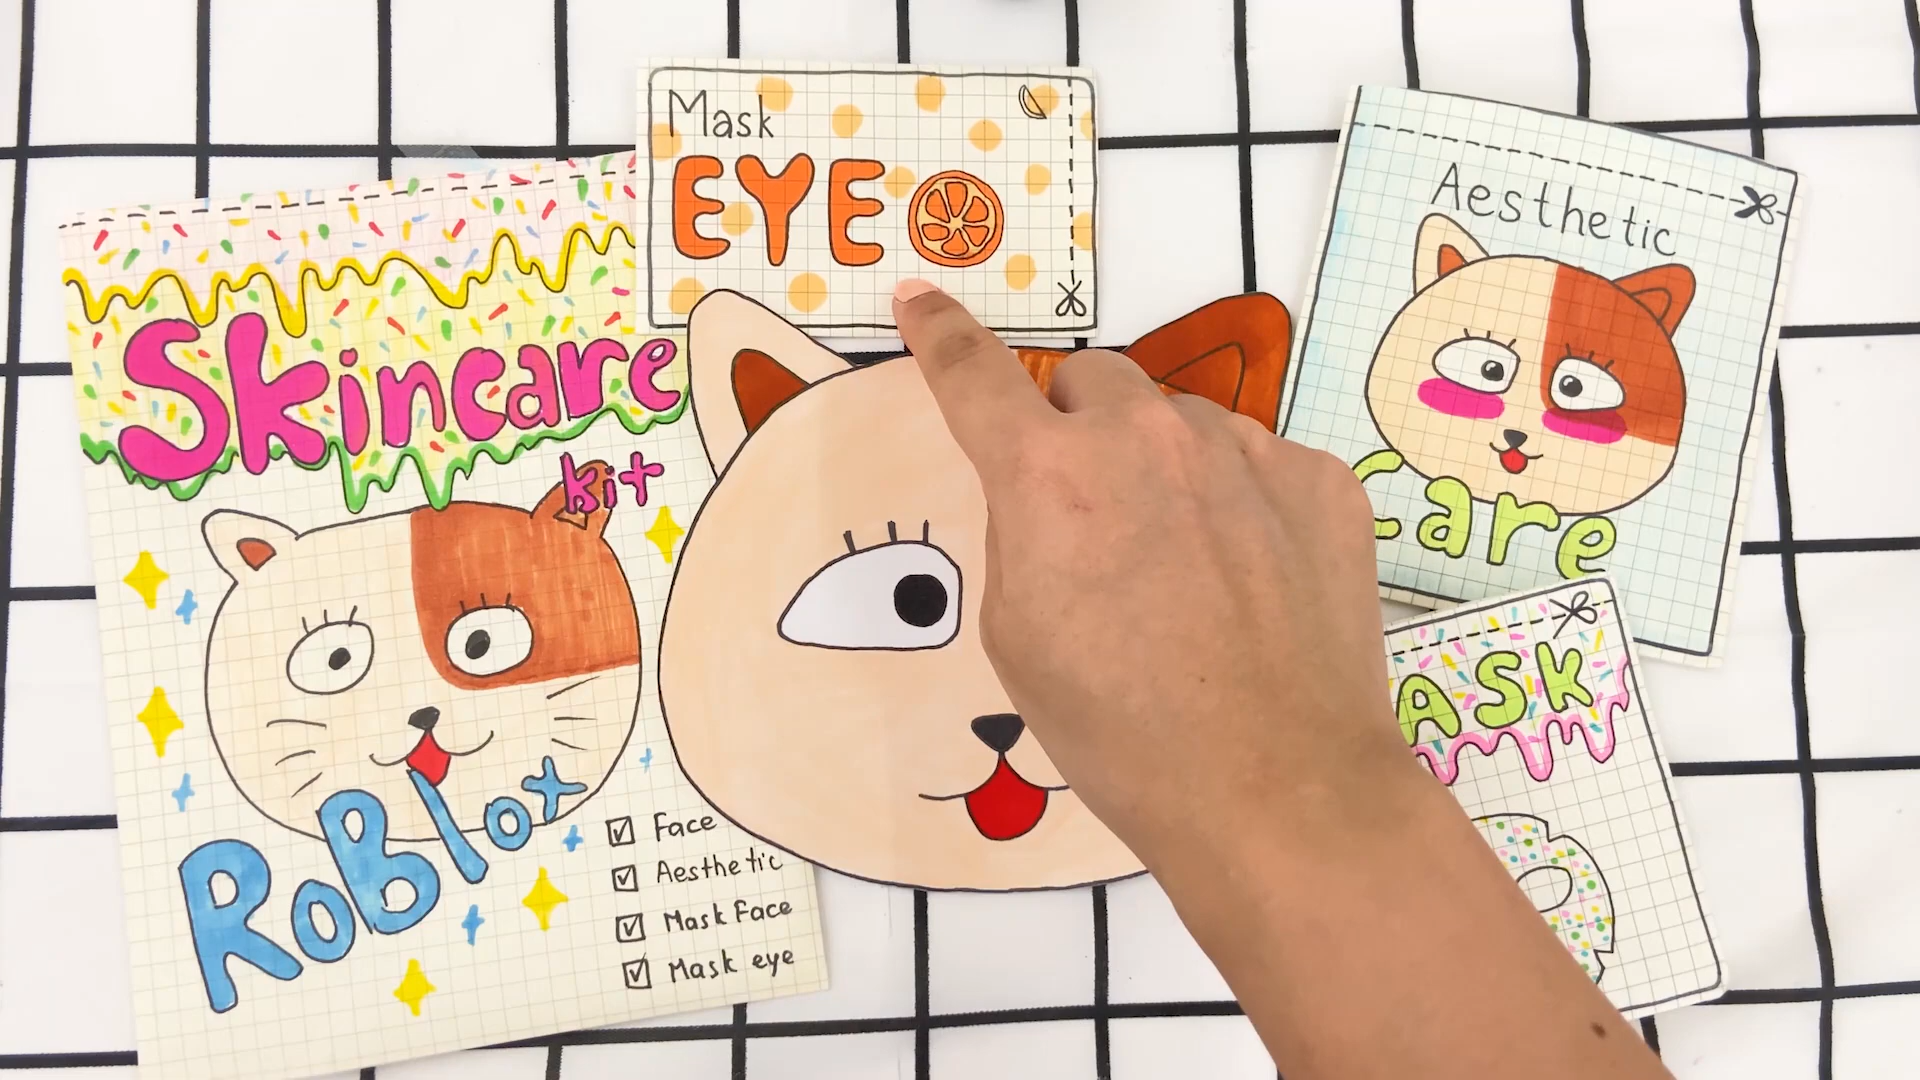 Skincare
kit
RoBlox
Face
Aesthetic
Mask Face
Mask eye
Mask
EYE
Aesthetic
Care
ASK